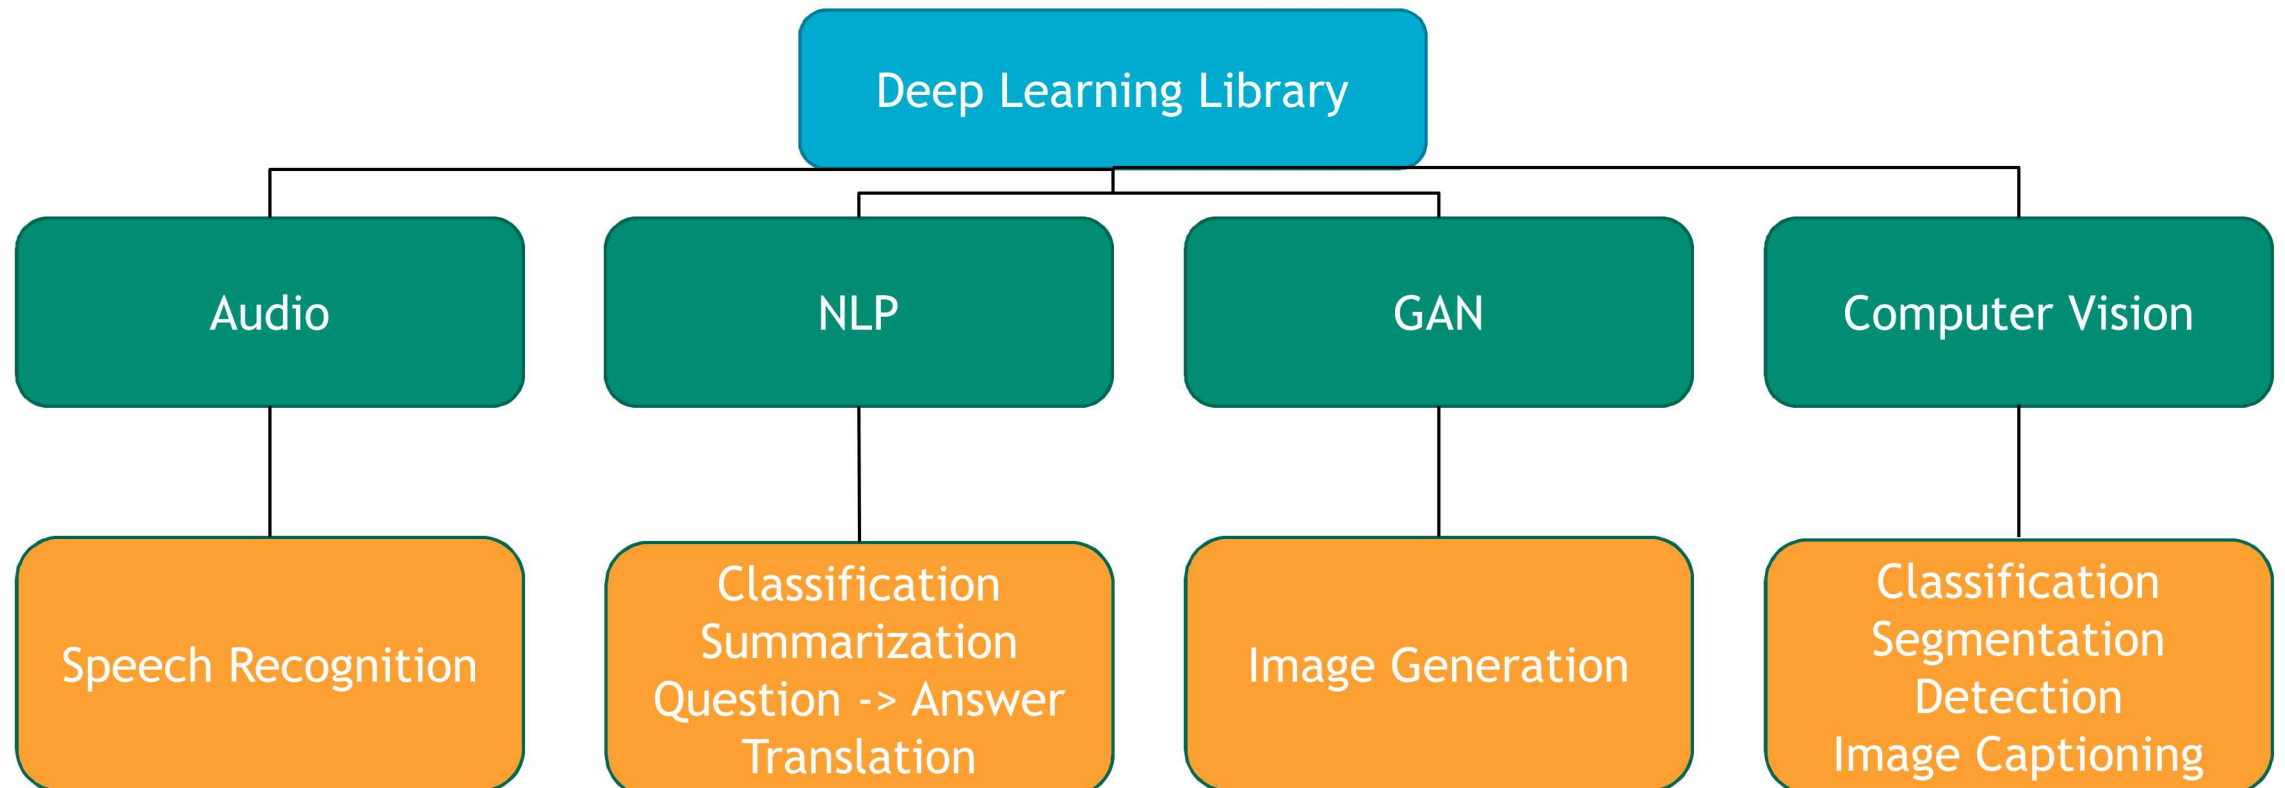 Deep Learning Library
Audio
NLP
GAN
Computer Vision
Speech Recognition
Classification
Summarization
Question -> Answer
Translation
Image Generation
Classification
Segmentation
Detection
Image Captioning